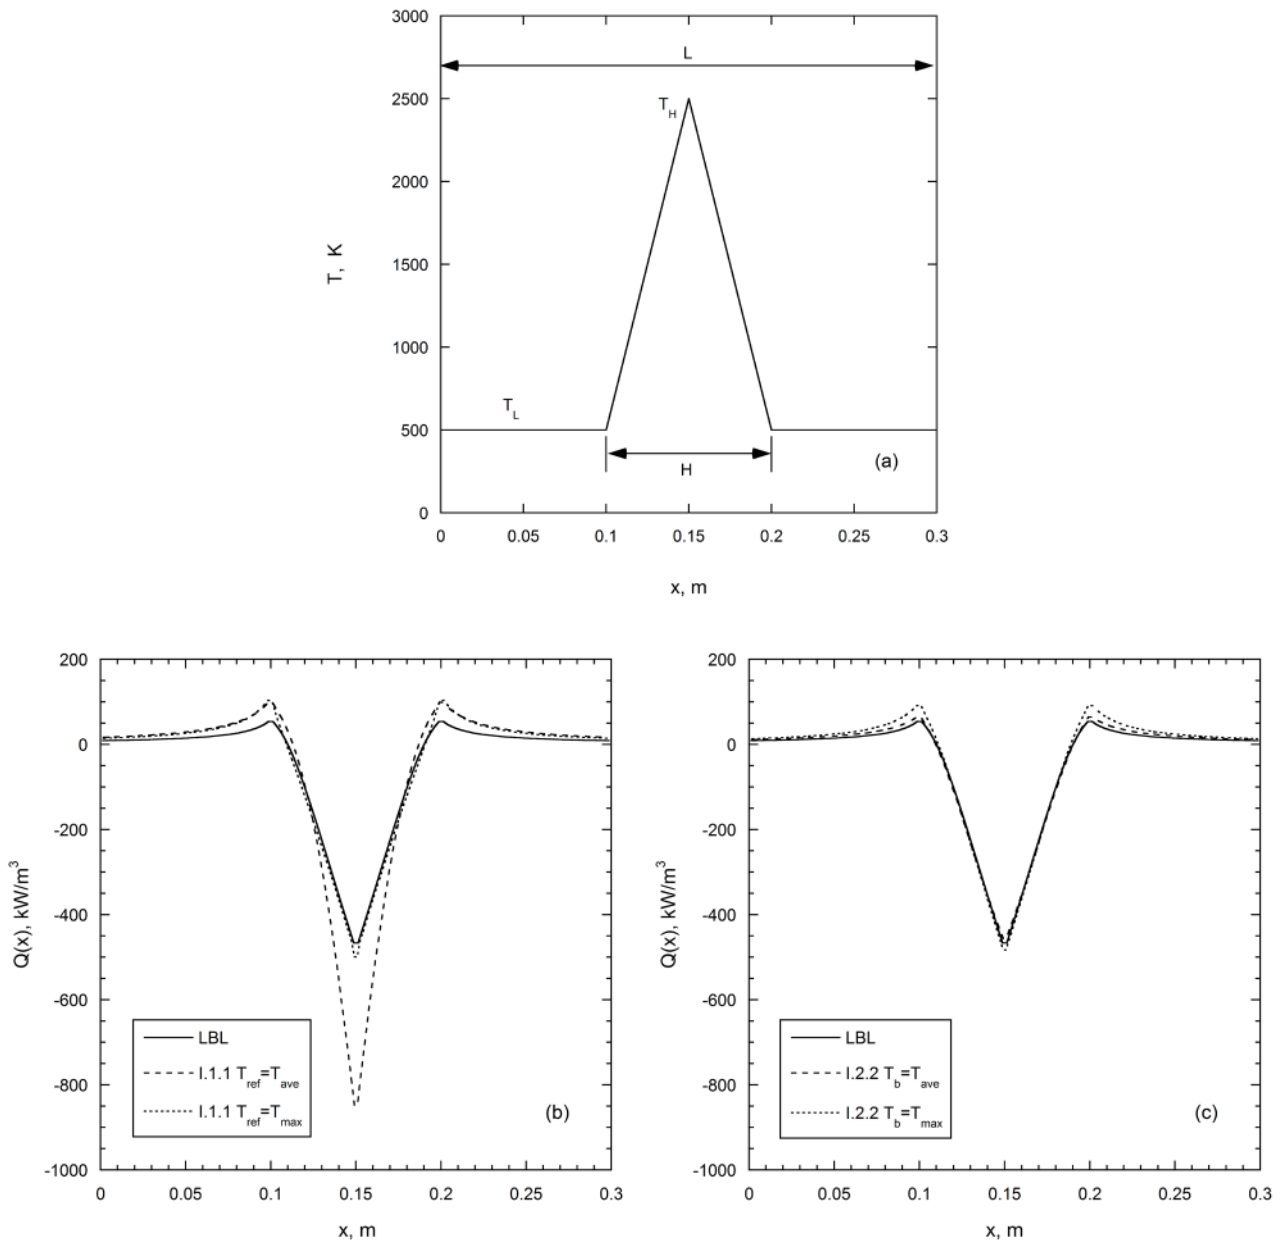 3000
L
2500
T_H
2000
T, K
1500
1000
T_L
500
(a)
H
0
0 0.05 0.1 0.15 0.2 0.25 0.3
x, m
200
0
-200
-400
Q(x), kW/m³
-600
LBL
-800
I.1.1 T_ref=T_ave
I.1.1 T_ref=T_max
(b)
-1000
0 0.05 0.1 0.15 0.2 0.25 0.3
x, m
200
0
-200
-400
Q(x), kW/m³
-600
LBL
-800
I.2.2 T_b=T_ave
I.2.2 T_b=T_max
(c)
-1000
0 0.05 0.1 0.15 0.2 0.25 0.3
x, m